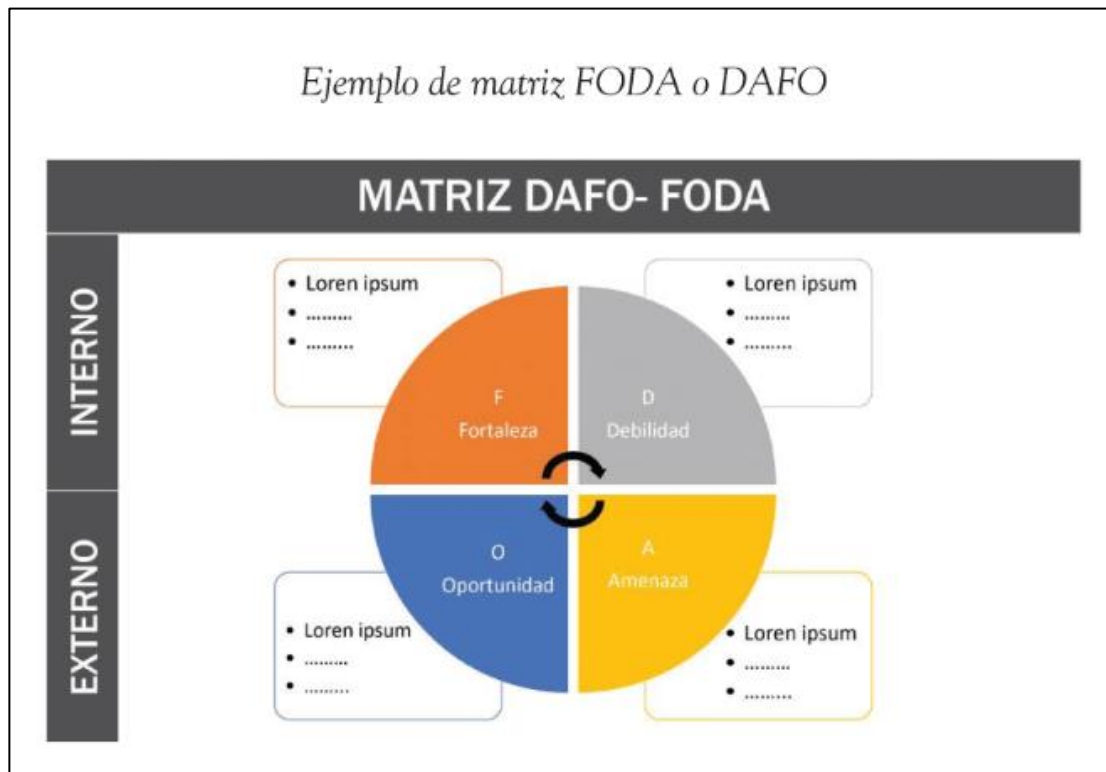 Ejemplo de matriz FODA o DAFO
MATRIZ DAFO- FODA
INTERNO
• Loren ipsum
• .........
• .........
• Loren ipsum
• .........
• .........
F
Fortaleza
D
Debilidad
EXTERNO
O
Oportunidad
A
Amenaza
• Loren ipsum
• .........
• .........
• Loren ipsum
• .........
• .........